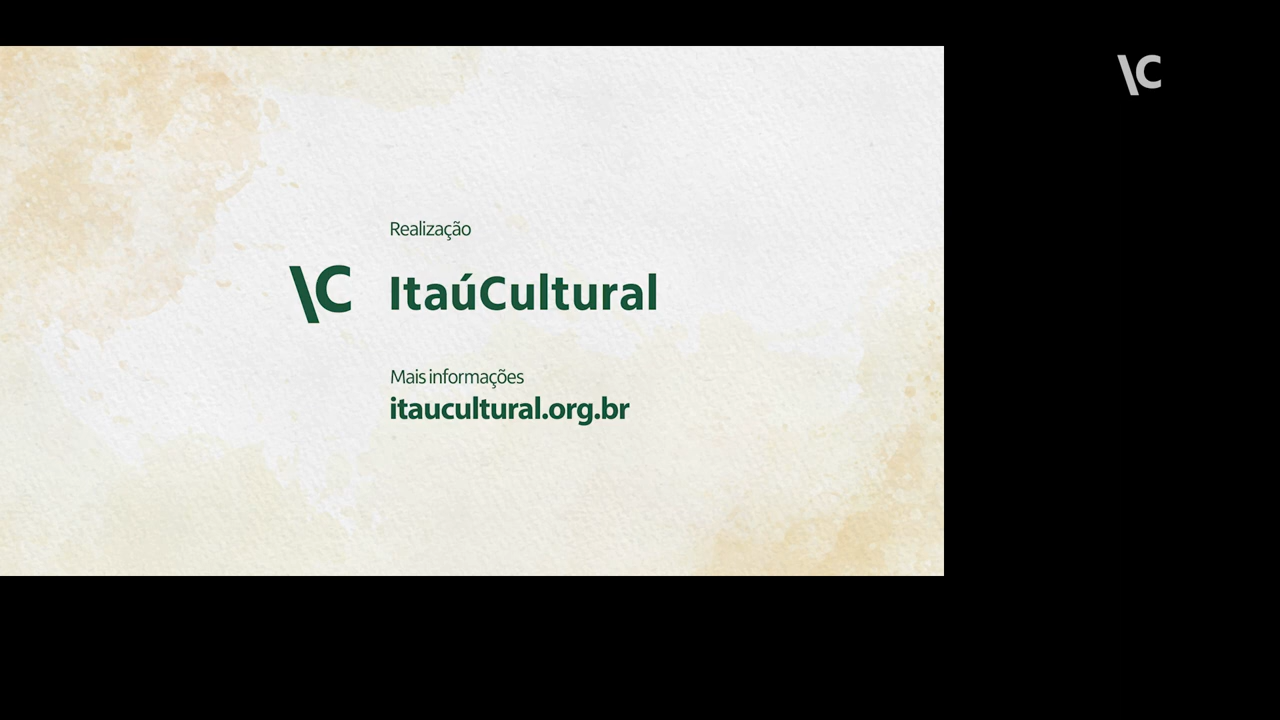 \C
Realização
\C ItaúCultural
Mais informações
itaucultural.org.br